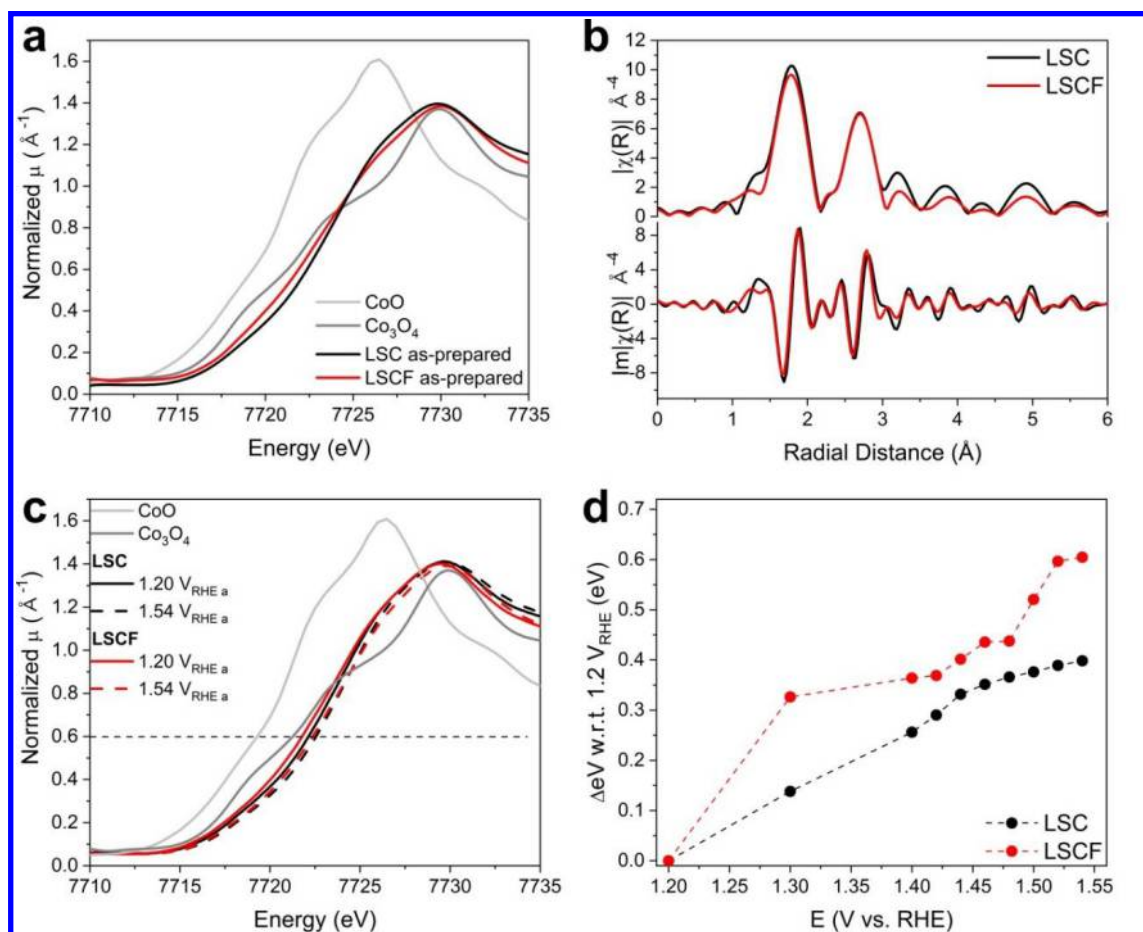 a
1.6
1.4
1.2
1.0
0.8
0.6
0.4
0.2
0.0
Normalized μ ( Å⁻¹)
CoO
Co₃O₄
LSC as-prepared
LSCF as-prepared
7710 7715 7720 7725 7730 7735
Energy (eV)
b
12
10
8
6
4
2
0
|χ(R)| Å⁻⁴
LSC
LSCF
8
4
0
-4
-8
|m|χ(R)| Å⁻⁴
0 1 2 3 4 5 6
Radial Distance (Å)
c
CoO
Co₃O₄
LSC
1.20 V_RHE a
1.54 V_RHE a
LSCF
1.20 V_RHE a
1.54 V_RHE a
1.6
1.4
1.2
1.0
0.8
0.6
0.4
0.2
0.0
Normalized μ ( Å⁻¹)
7710 7715 7720 7725 7730 7735
Energy (eV)
d
0.7
0.6
0.5
0.4
0.3
0.2
0.1
0.0
ΔeV w.r.t. 1.2 V_RHE (eV)
LSC
LSCF
1.20 1.25 1.30 1.35 1.40 1.45 1.50 1.55
E (V vs. RHE)